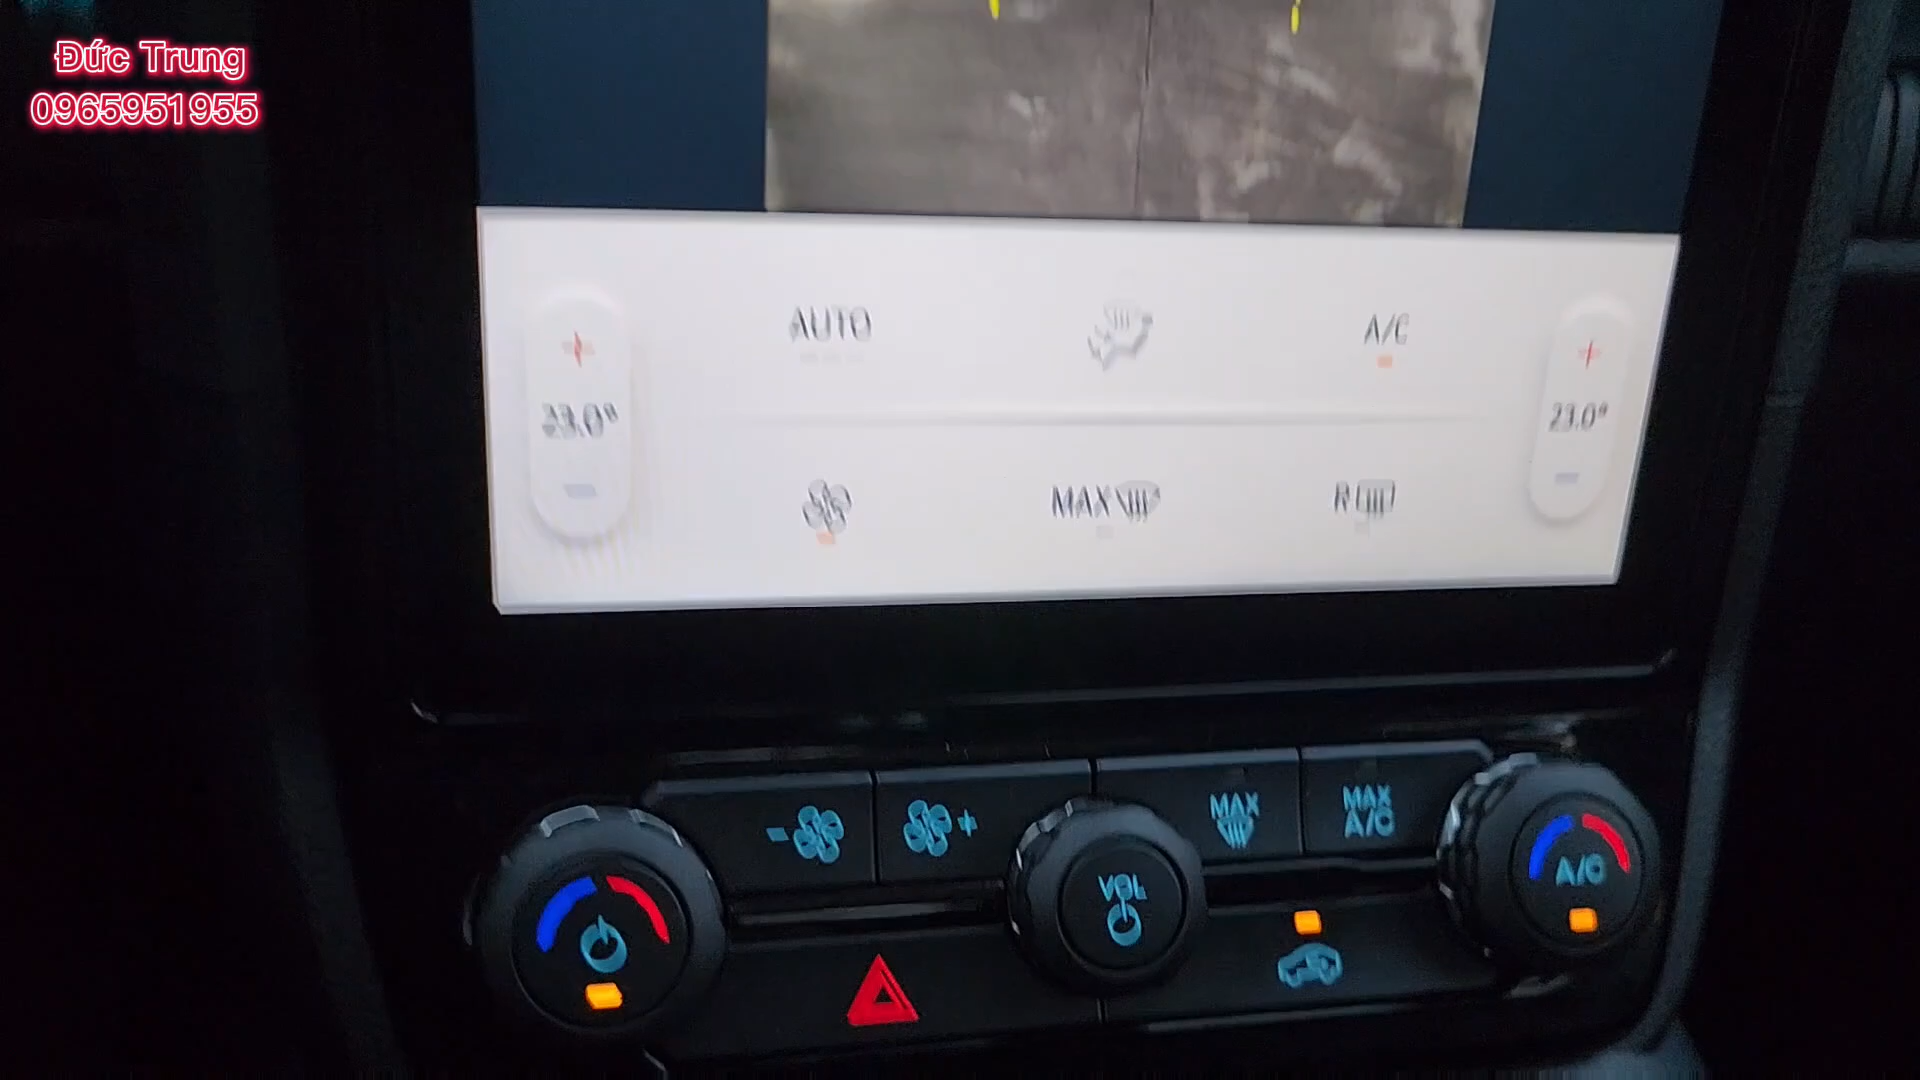 Đức Trung
0965951955
AUTO
A/C
23.0°
23.0°
MAX
R
MAX
MAX
A/C
VOL
A/C